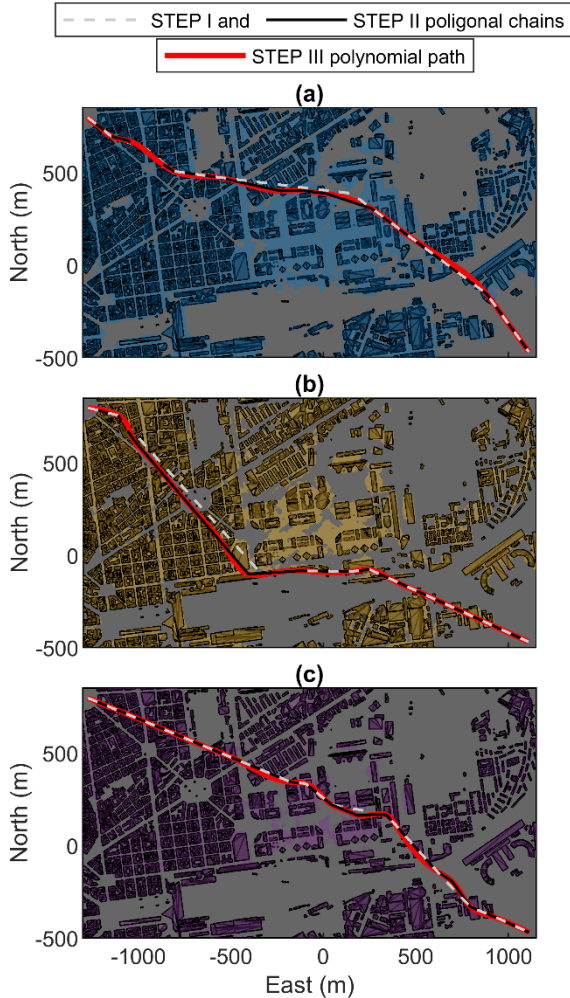 STEP I and STEP II poligonal chains
STEP III polynomial path
(a)
500
0
-500
North (m)
(b)
500
0
-500
North (m)
(c)
500
0
-500
North (m)
-1000 -500 0 500 1000
East (m)